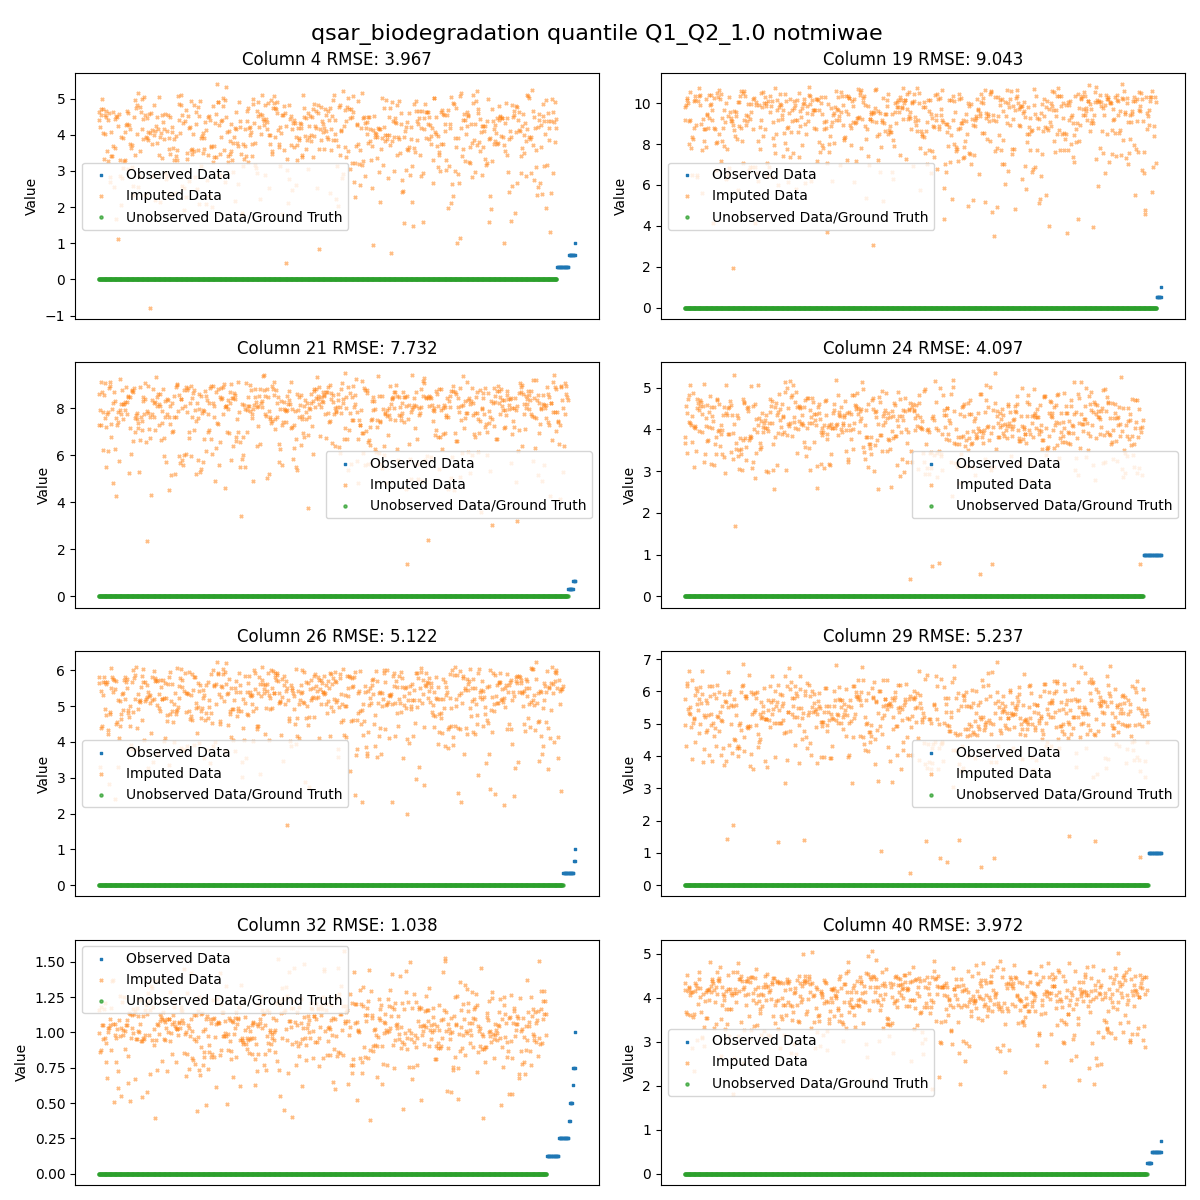 qsar_biodegradation quantile Q1_Q2_1.0 notmiwae
Column 4 RMSE: 3.967
5
4
3
2
1
0
−1
Value
Observed Data
Imputed Data
Unobserved Data/Ground Truth
Column 19 RMSE: 9.043
10
8
6
4
2
0
Value
Observed Data
Imputed Data
Unobserved Data/Ground Truth
Column 21 RMSE: 7.732
8
6
4
2
0
Value
Observed Data
Imputed Data
Unobserved Data/Ground Truth
Column 24 RMSE: 4.097
5
4
3
2
1
0
Value
Observed Data
Imputed Data
Unobserved Data/Ground Truth
Column 26 RMSE: 5.122
6
5
4
3
2
1
0
Value
Observed Data
Imputed Data
Unobserved Data/Ground Truth
Column 29 RMSE: 5.237
7
6
5
4
3
2
1
0
Value
Observed Data
Imputed Data
Unobserved Data/Ground Truth
Column 32 RMSE: 1.038
1.50
1.25
1.00
0.75
0.50
0.25
0.00
Value
Observed Data
Imputed Data
Unobserved Data/Ground Truth
Column 40 RMSE: 3.972
5
4
3
2
1
0
Value
Observed Data
Imputed Data
Unobserved Data/Ground Truth